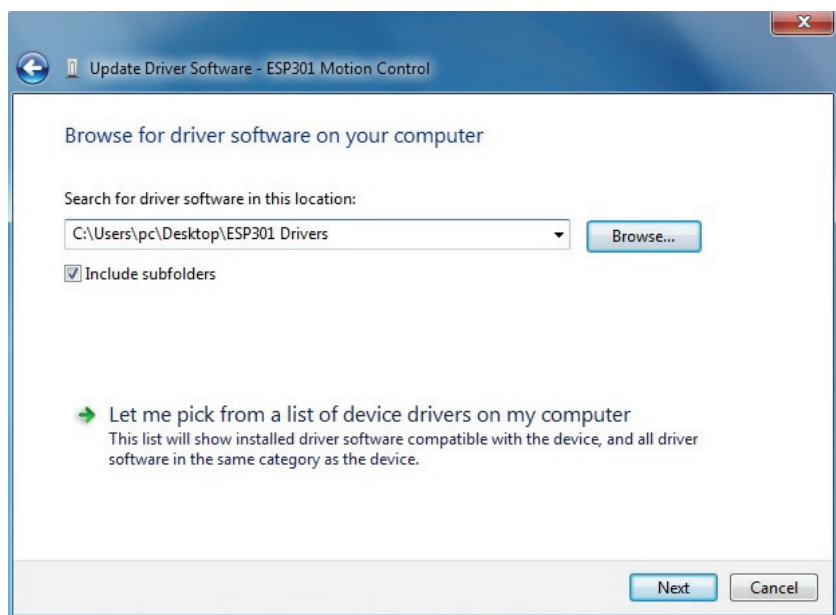 Update Driver Software - ESP301 Motion Control
Browse for driver software on your computer
Search for driver software in this location:
C:\Users\pc\Desktop\ESP301 Drivers
Browse...
Include subfolders
Let me pick from a list of device drivers on my computer
This list will show installed driver software compatible with the device, and all driver
software in the same category as the device.
Next
Cancel